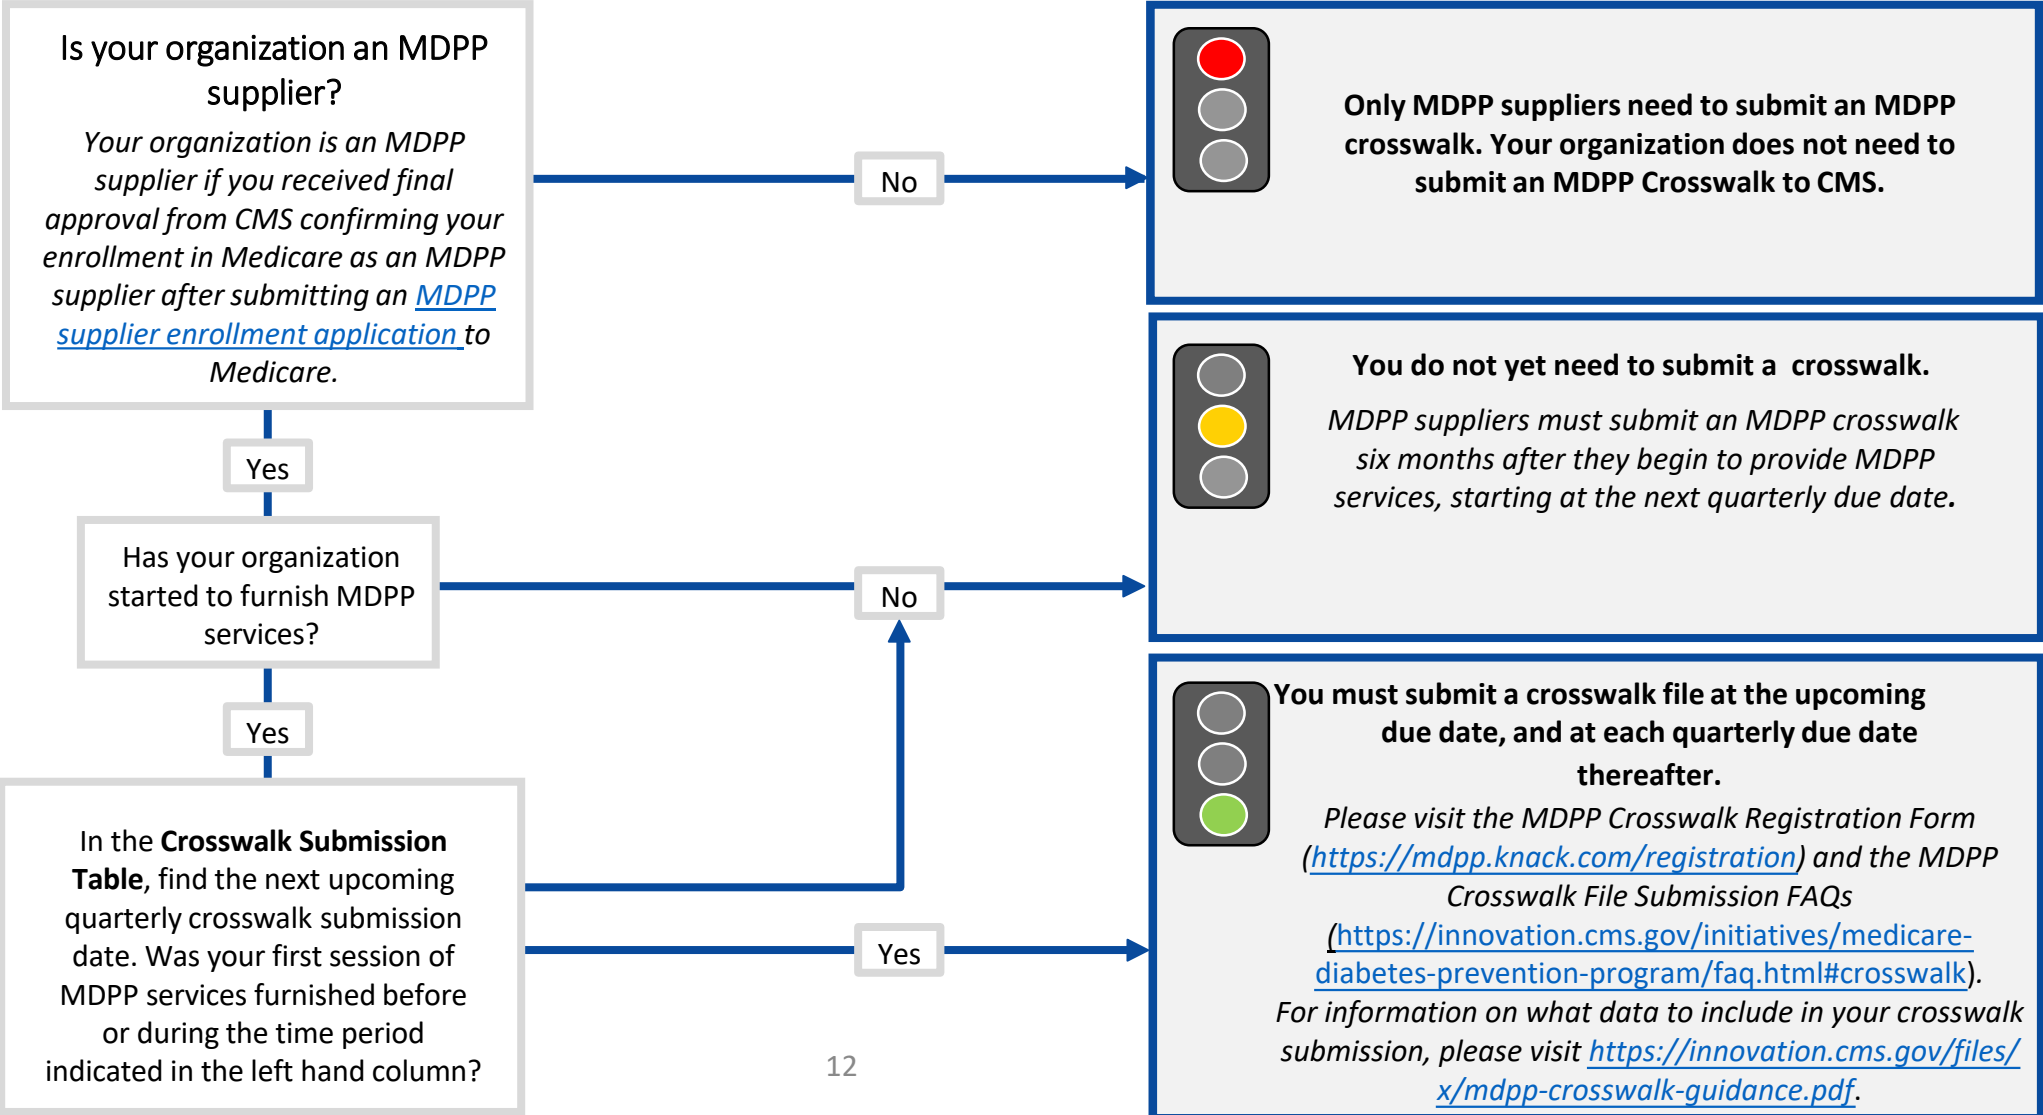 Is your organization an MDPP
supplier?
Your organization is an MDPP
supplier if you received final
approval from CMS confirming your
enrollment in Medicare as an MDPP
supplier after submitting an MDPP
supplier enrollment application to
Medicare.
No
Only MDPP suppliers need to submit an MDPP
crosswalk. Your organization does not need to
submit an MDPP Crosswalk to CMS.
Yes
Has your organization
started to furnish MDPP
services?
No
You do not yet need to submit a crosswalk.
MDPP suppliers must submit an MDPP crosswalk
six months after they begin to provide MDPP
services, starting at the next quarterly due date.
Yes
In the Crosswalk Submission
Table, find the next upcoming
quarterly crosswalk submission
date. Was your first session of
MDPP services furnished before
or during the time period
indicated in the left hand column?
Yes
You must submit a crosswalk file at the upcoming
due date, and at each quarterly due date
thereafter.
Please visit the MDPP Crosswalk Registration Form
(https://mdpp.knack.com/registration) and the MDPP
Crosswalk File Submission FAQs
(https://innovation.cms.gov/initiatives/medicare-
diabetes-prevention-program/faq.html#crosswalk).
For information on what data to include in your crosswalk
submission, please visit https://innovation.cms.gov/files/
x/mdpp-crosswalk-guidance.pdf.
12